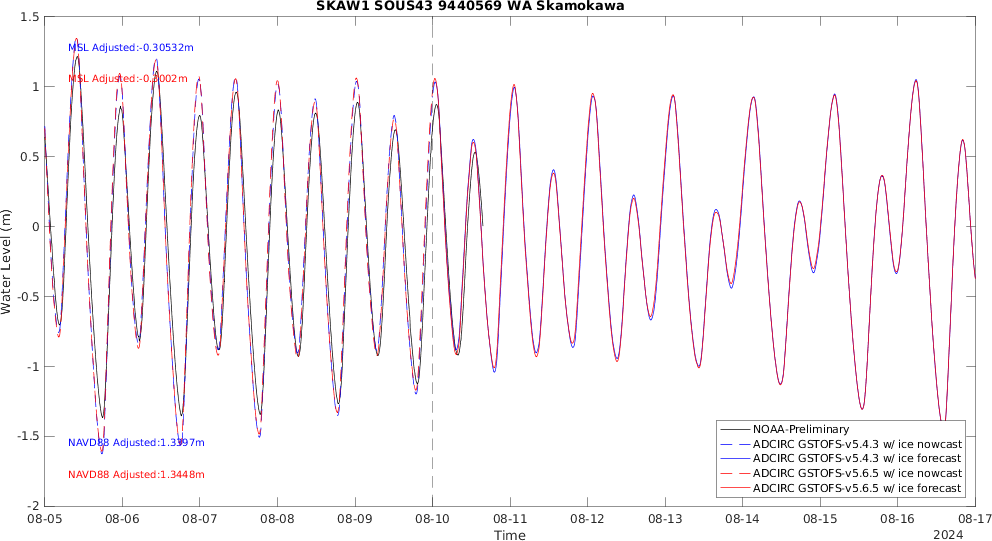 SKAW1 SOUS43 9440569 WA Skamokawa
1.5
1
0.5
0
-0.5
-1
-1.5
-2
Water Level (m)
MSL Adjusted:-0.30532m
MSL Adjusted:-0.3002m
NAVD88 Adjusted:1.3397m
NAVD88 Adjusted:1.3448m
NOAA-Preliminary
ADCIRC GSTOFS-v5.4.3 w/ ice nowcast
ADCIRC GSTOFS-v5.4.3 w/ ice forecast
ADCIRC GSTOFS-v5.6.5 w/ ice nowcast
ADCIRC GSTOFS-v5.6.5 w/ ice forecast
08-05 08-06 08-07 08-08 08-09 08-10 08-11 08-12 08-13 08-14 08-15 08-16 08-17
Time
2024